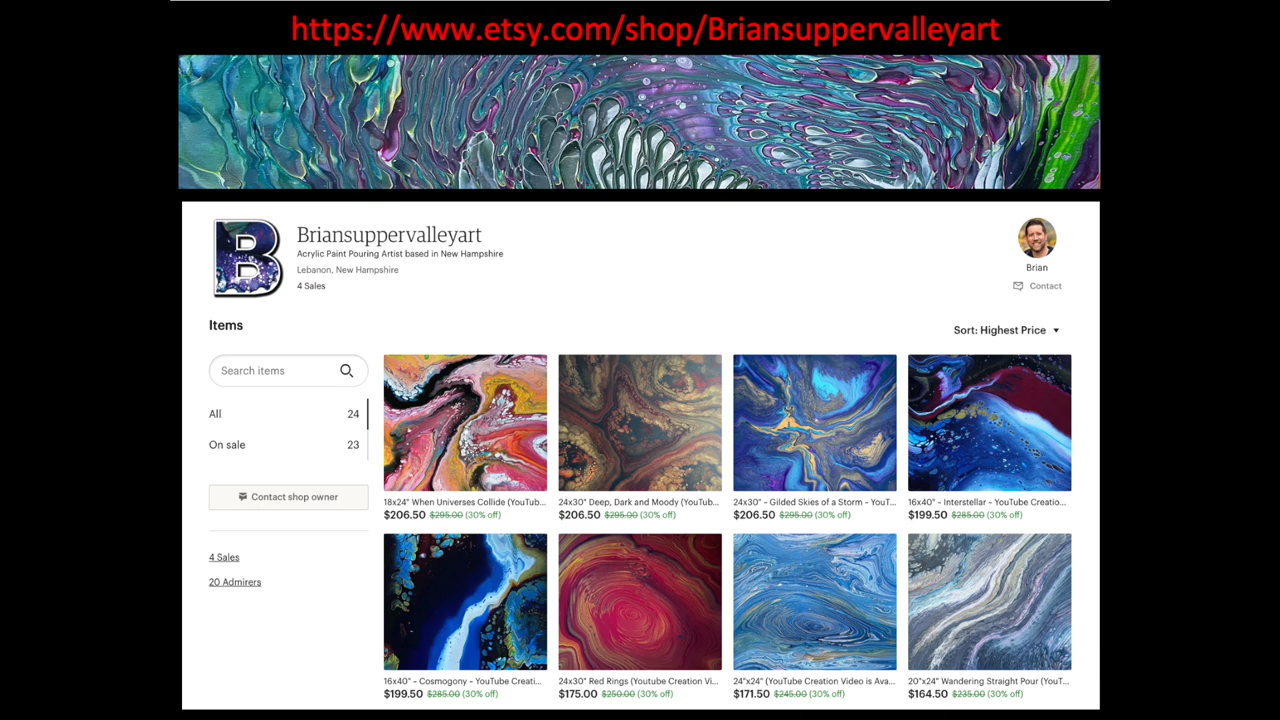 https://www.etsy.com/shop/Briansuppervalleyart
B
Briansuppervalleyart
Acrylic Paint Pouring Artist based in New Hampshire
Lebanon, New Hampshire
4 Sales
Brian
Contact
Items
Sort: Highest Price
Search items
All 24
On sale 23
Contact shop owner
4 Sales
20 Admirers
18x24" When Universes Collide (YouTub...
$206.50 $295.00 (30% off)
24x30" Deep, Dark and Moody (YouTub...
$206.50 $295.00 (30% off)
24x30" - Gilded Skies of a Storm - YouT...
$206.50 $295.00 (30% off)
16x40" - Interstellar - YouTube Creatio...
$199.50 $285.00 (30% off)
16x40" - Cosmogony - YouTube Creati...
$199.50 $285.00 (30% off)
24x30" Red Rings (Youtube Creation Vi...
$175.00 $250.00 (30% off)
24"x24" (YouTube Creation Video is Ava...
$171.50 $245.00 (30% off)
20"x24" Wandering Straight Pour (YouT...
$164.50 $235.00 (30% off)